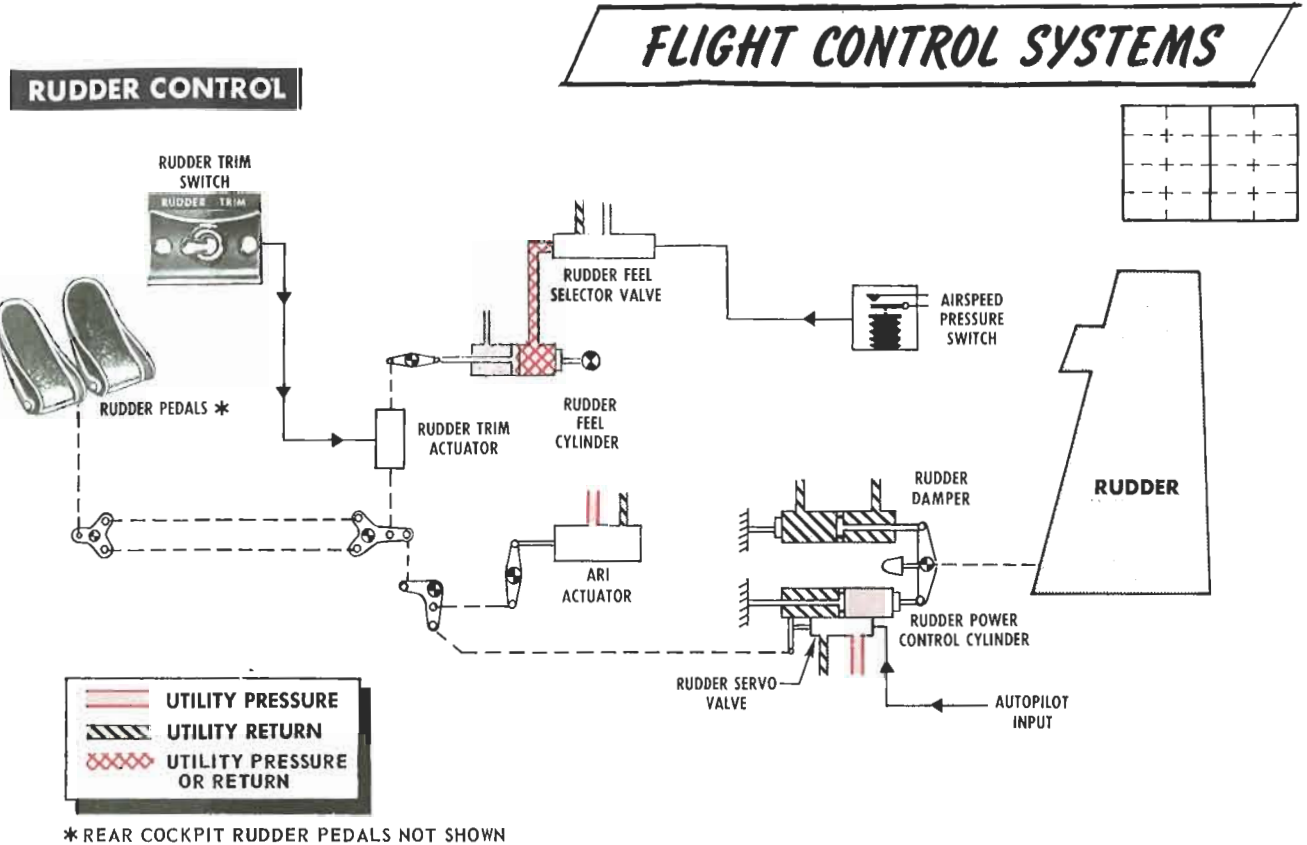 FLIGHT CONTROL SYSTEMS
RUDDER CONTROL
RUDDER TRIM
SWITCH
RUDDER TRIM
RUDDER FEEL
SELECTOR VALVE
AIRSPEED
PRESSURE
SWITCH
RUDDER PEDALS *
RUDDER TRIM
ACTUATOR
RUDDER
FEEL
CYLINDER
RUDDER
DAMPER
RUDDER
ARI
ACTUATOR
RUDDER POWER
CONTROL CYLINDER
RUDDER SERVO
VALVE
AUTOPILOT
INPUT
UTILITY PRESSURE
UTILITY RETURN
UTILITY PRESSURE
OR RETURN
* REAR COCKPIT RUDDER PEDALS NOT SHOWN